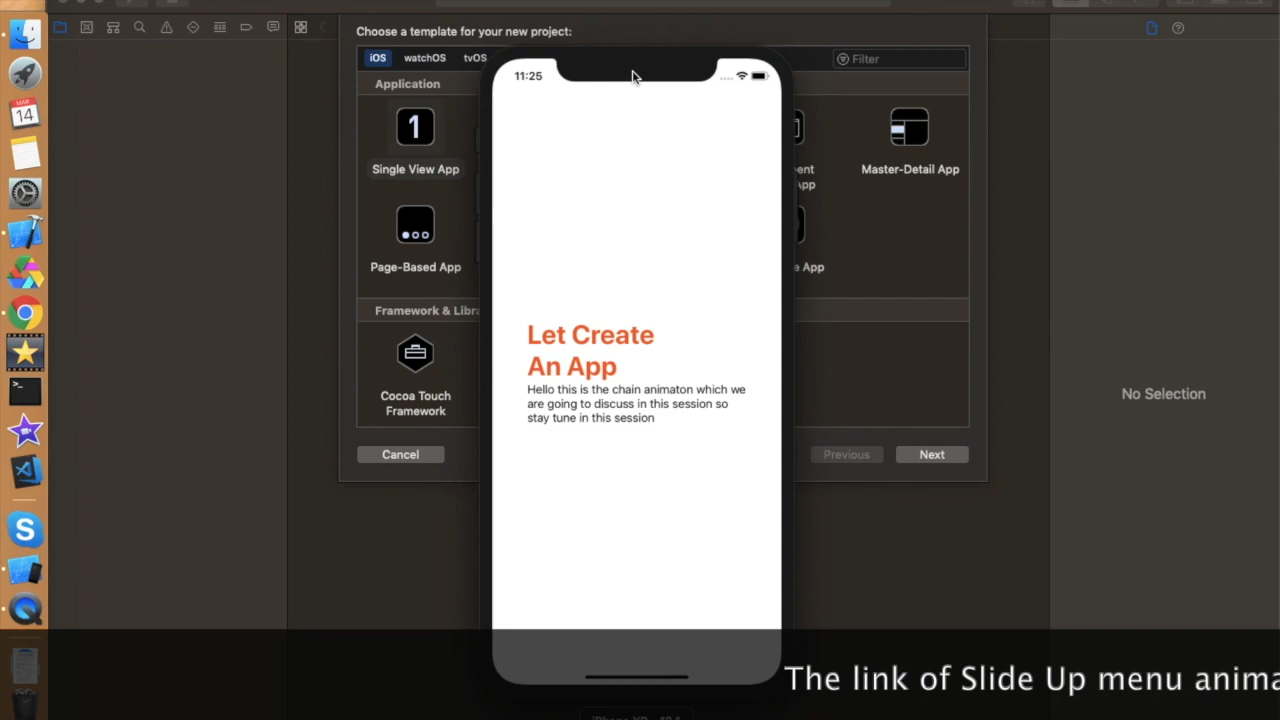 Choose a template for your new project:
iOS
watchOS
tvOS
Filter
11:25
Application
MAR
14
1
Single View App
Master-Detail App
Page-Based App
Framework &
Let Create
An App
Hello this is the chain animaton which we
are going to discuss in this session so
stay tune in this session
Cocoa Touch
Framework
No Selection
Cancel
Previous
Next
The link of Slide Up menu anima